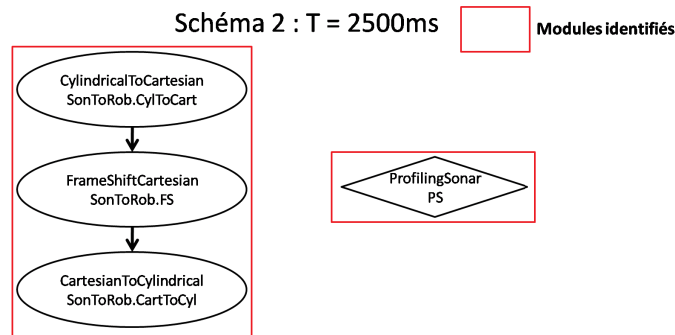 Schéma 2 : T = 2500ms
Modules identifiés
CylindricalToCartesian
SonToRob.CylToCart
FrameShiftCartesian
SonToRob.FS
CartesianToCylindrical
SonToRob.CartToCyl
ProfilingSonar
PS